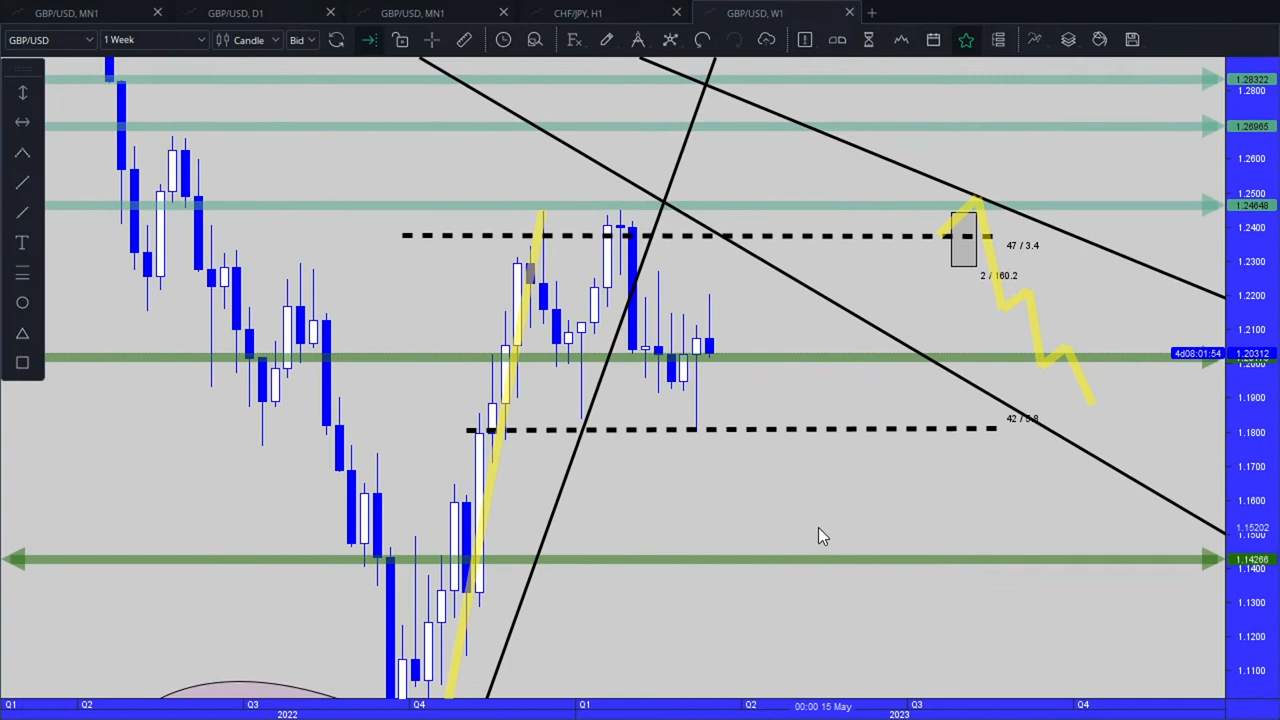 GBP/USD, MN1
GBP/USD, D1
GBP/USD, MN1
CHF/JPY, H1
GBP/USD, W1
GBP/USD
1 Week
Candle
Bid
1.28322
1.2800
1.26965
1.2600
1.2500
1.24648
1.2400
47 / 3.4
1.2300
2 / 160.2
1.2200
1.2100
4d08:01:54
1.20312
1.2000
1.1900
42 / 5.8
1.1800
1.1700
1.1600
1.15202
1.1500
1.14266
1.1400
1.1300
1.1200
1.1100
Q1
Q2
Q3
Q4
Q1
Q2
00:00 15 May
Q3
Q4
2022
2023